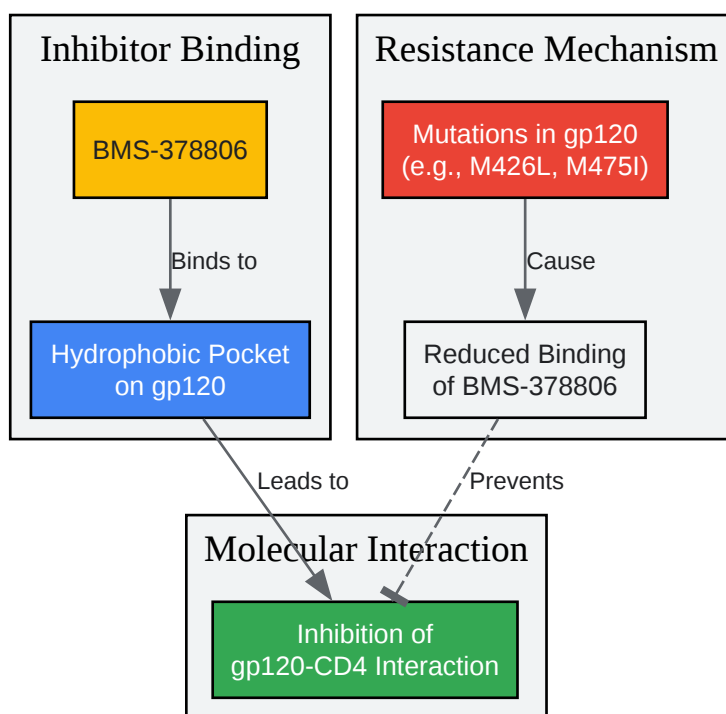 Inhibitor Binding
BMS-378806
Binds to
Hydrophobic Pocket
on gp120
Resistance Mechanism
Mutations in gp120
(e.g., M426L, M475I)
Cause
Reduced Binding
of BMS-378806
Leads to
Prevents
Molecular Interaction
Inhibition of
gp120-CD4 Interaction